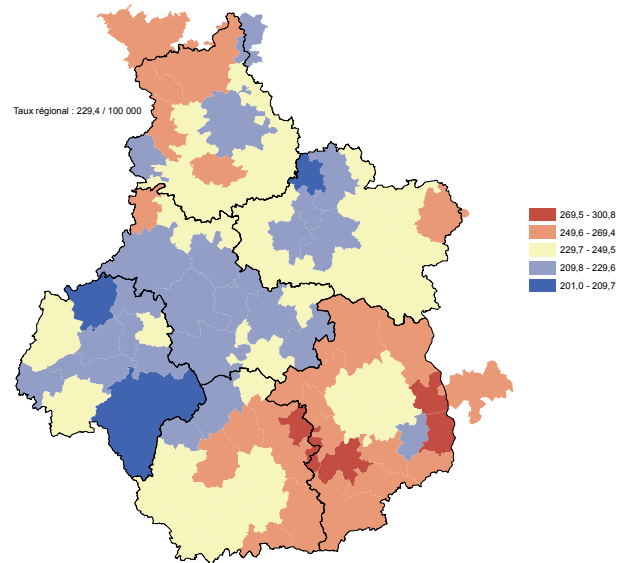 Taux régional : 229,4 / 100 000
269,5 - 300,8
249,6 - 269,4
229,7 - 249,5
209,8 - 229,6
201,0 - 209,7